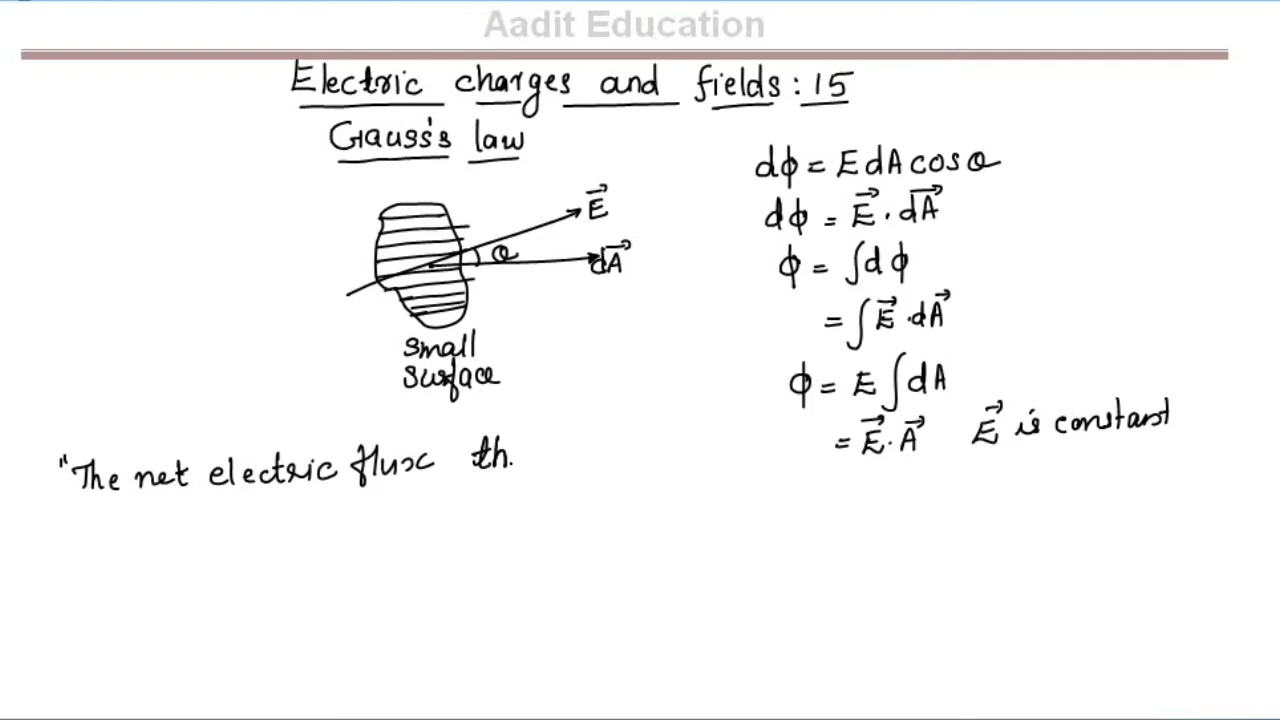 Aadit Education
Electric charges and fields : 15
Gauss's law
E⃗
θ
dA⃗
small
surface
dϕ = E dA cos θ
dϕ = E⃗ . dA⃗
ϕ = ∫dϕ
= ∫E⃗ . dA⃗
ϕ = E ∫dA
= E⃗ . A⃗ E⃗ is constant
"The net electric flux th.